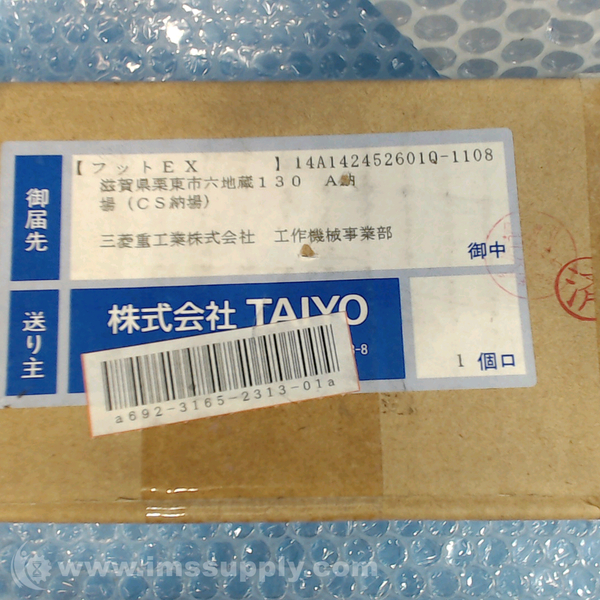 御届先
【フットEX 】14A142452601Q-1108
滋賀県栗東市六地蔵130 A納
場(CS納場)
三菱重工業株式会社 工作機械事業部
御中
送り主
株式会社 TAIYO
3-8
1 個口
a692-3165-2313-01a
www.imssupply.com